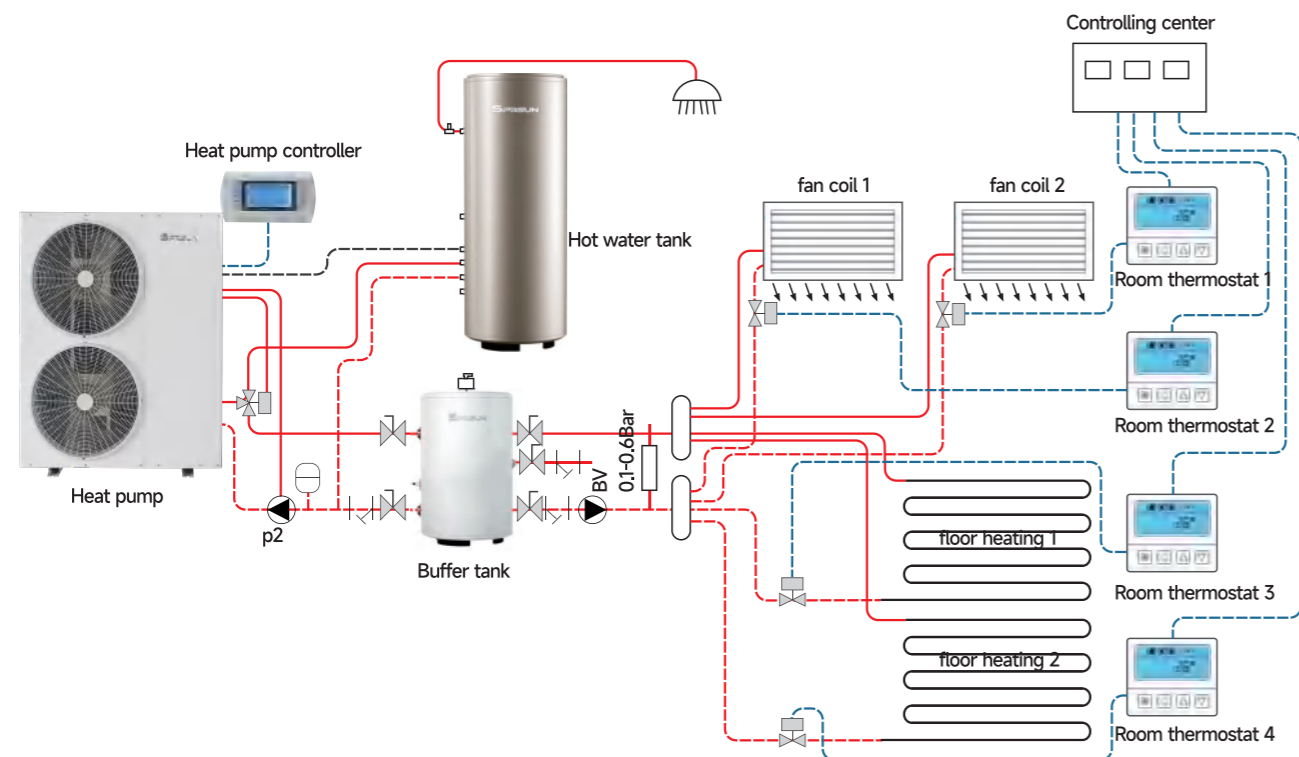 Controlling center
Heat pump controller
fan coil 1
fan coil 2
Hot water tank
Room thermostat 1
Room thermostat 2
0.1-0.6Bar
BV
Heat pump
p2
Buffer tank
floor heating 1
Room thermostat 3
floor heating 2
Room thermostat 4